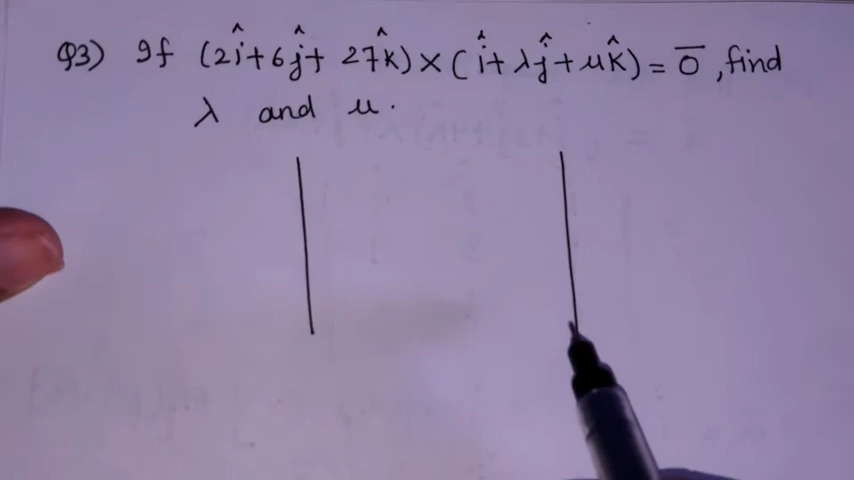 Q3) If (2î + 6ĵ + 27k̂) × (î + λĵ + μk̂) = 0̅, find
λ and μ.